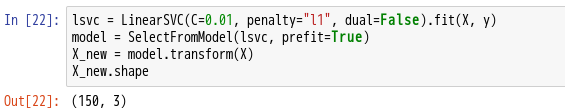 In [22]: lsvc = LinearSVC(C=0.01, penalty="l1", dual=False).fit(X, y)
model = SelectFromModel(lsvc, prefit=True)
X_new = model.transform(X)
X_new.shape
Out[22]: (150, 3)